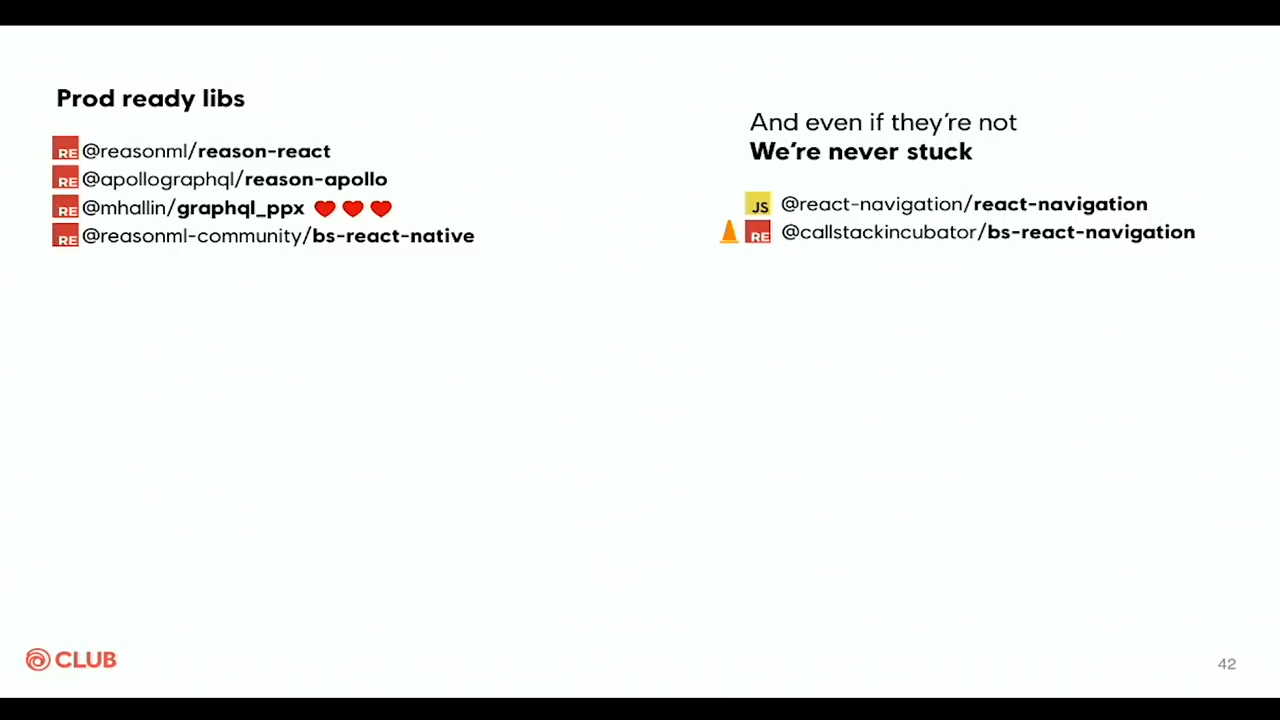 Prod ready libs
RE @reasonml/reason-react
RE @apollographql/reason-apollo
RE @mhallin/graphql_ppx ❤️ ❤️ ❤️
RE @reasonml-community/bs-react-native
And even if they're not
We're never stuck
JS @react-navigation/react-navigation
RE @callstackincubator/bs-react-navigation
CLUB
42